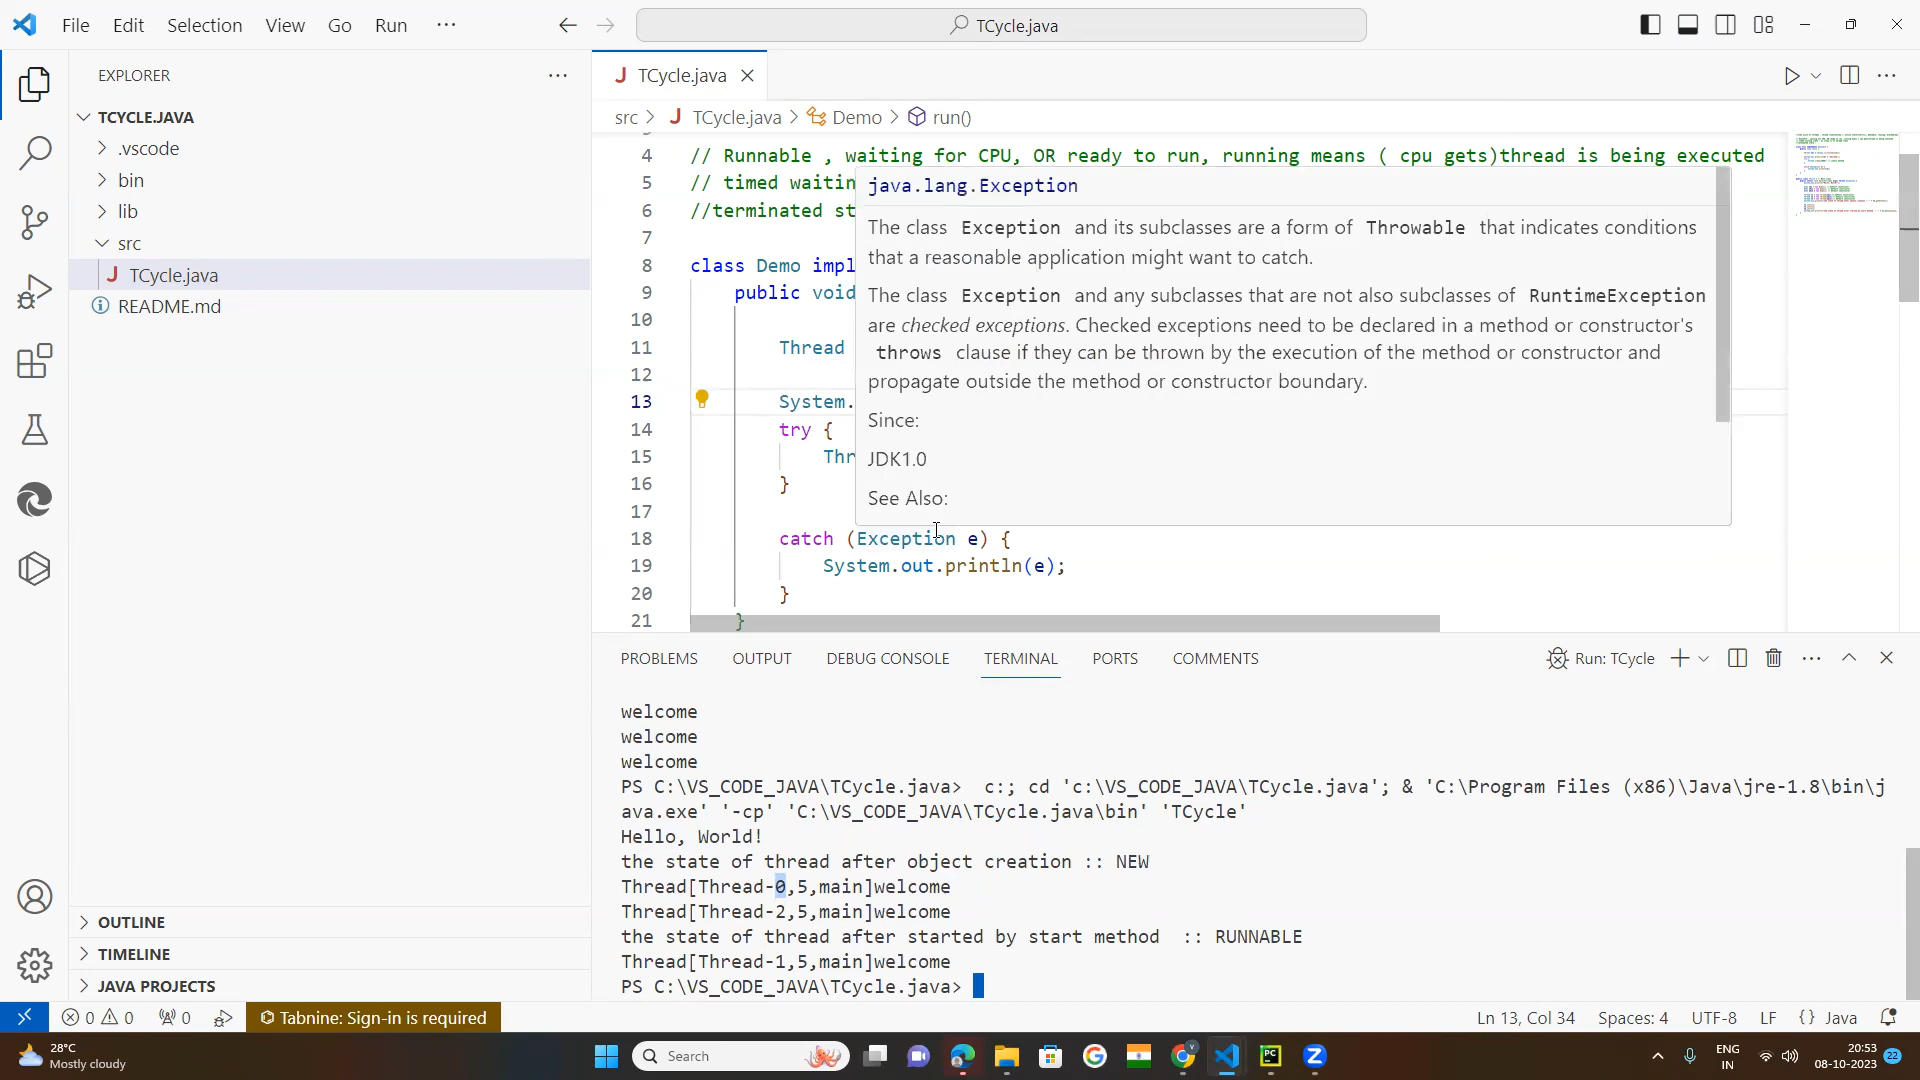 File Edit Selection View Go Run ···
TCycle.java
EXPLORER
TCYCLE.JAVA
.vscode
bin
lib
src
J TCycle.java
README.md
OUTLINE
TIMELINE
JAVA PROJECTS
J TCycle.java
src > J TCycle.java > Demo > run()
4 // Runnable , waiting for CPU, OR ready to run, running means ( cpu gets)thread is being executed
5 // timed waitin
6 //terminated st
7
8 class Demo impl
9 public void
10
11 Thread
12
13 System.
14 try {
15 Thr
16 }
17
18 catch (Exception e) {
19 System.out.println(e);
20 }
21 }
java.lang.Exception
The class Exception and its subclasses are a form of Throwable that indicates conditions
that a reasonable application might want to catch.
The class Exception and any subclasses that are not also subclasses of RuntimeException
are checked exceptions. Checked exceptions need to be declared in a method or constructor's
throws clause if they can be thrown by the execution of the method or constructor and
propagate outside the method or constructor boundary.
Since:
JDK1.0
See Also:
PROBLEMS OUTPUT DEBUG CONSOLE TERMINAL PORTS COMMENTS
Run: TCycle
welcome
welcome
welcome
PS C:\VS_CODE_JAVA\TCycle.java> c:; cd 'c:\VS_CODE_JAVA\TCycle.java'; & 'C:\Program Files (x86)\Java\jre-1.8\bin\j
ava.exe' '-cp' 'C:\VS_CODE_JAVA\TCycle.java\bin' 'TCycle'
Hello, World!
the state of thread after object creation :: NEW
Thread[Thread-0,5,main]welcome
Thread[Thread-2,5,main]welcome
the state of thread after started by start method :: RUNNABLE
Thread[Thread-1,5,main]welcome
PS C:\VS_CODE_JAVA\TCycle.java>
0 0 0 Tabnine: Sign-in is required
Ln 13, Col 34 Spaces: 4 UTF-8 LF {} Java
28°C
Mostly cloudy
Search
ENG
IN
20:53
08-10-2023
22